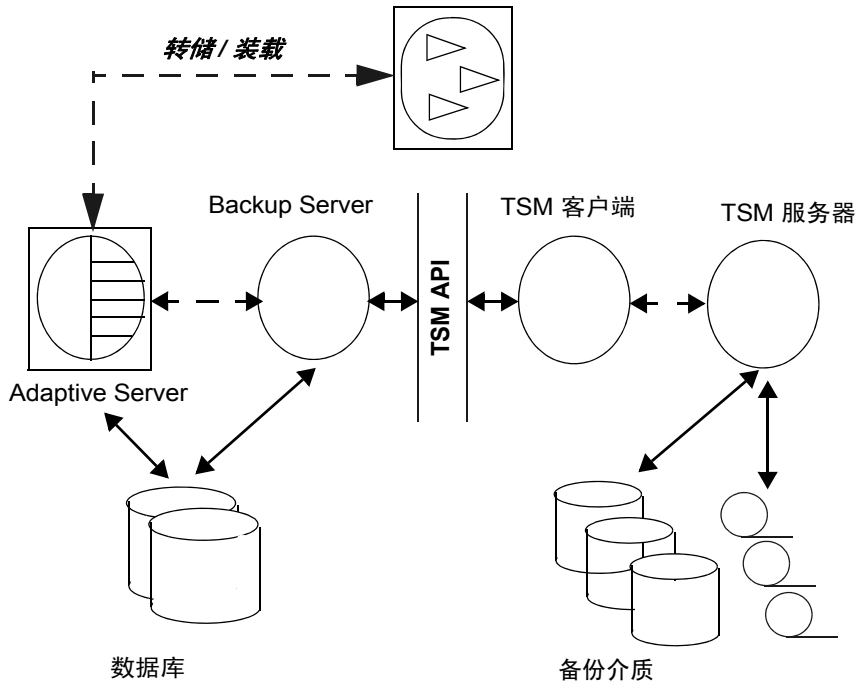 转储 / 装载
Backup Server
TSM 客户端
TSM 服务器
TSM API
Adaptive Server
数据库
备份介质